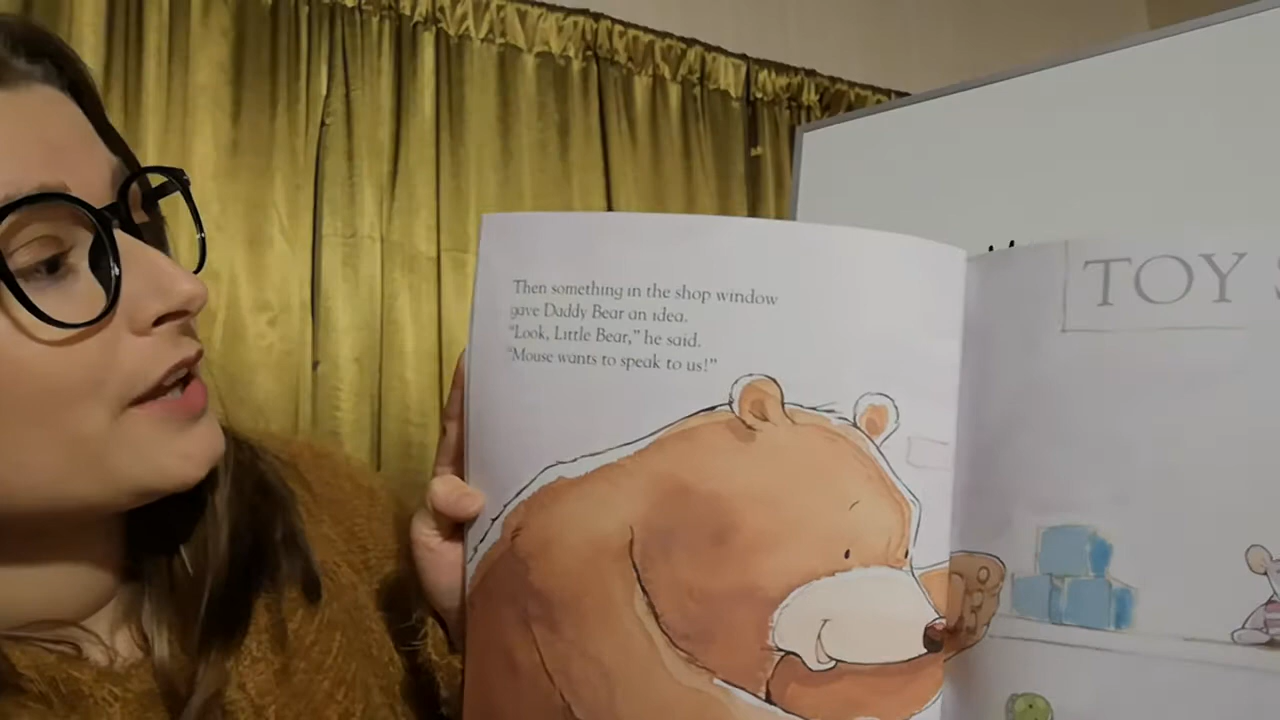 Then something in the shop window
gave Daddy Bear an idea.
"Look, Little Bear," he said.
"Mouse wants to speak to us!"
TOY